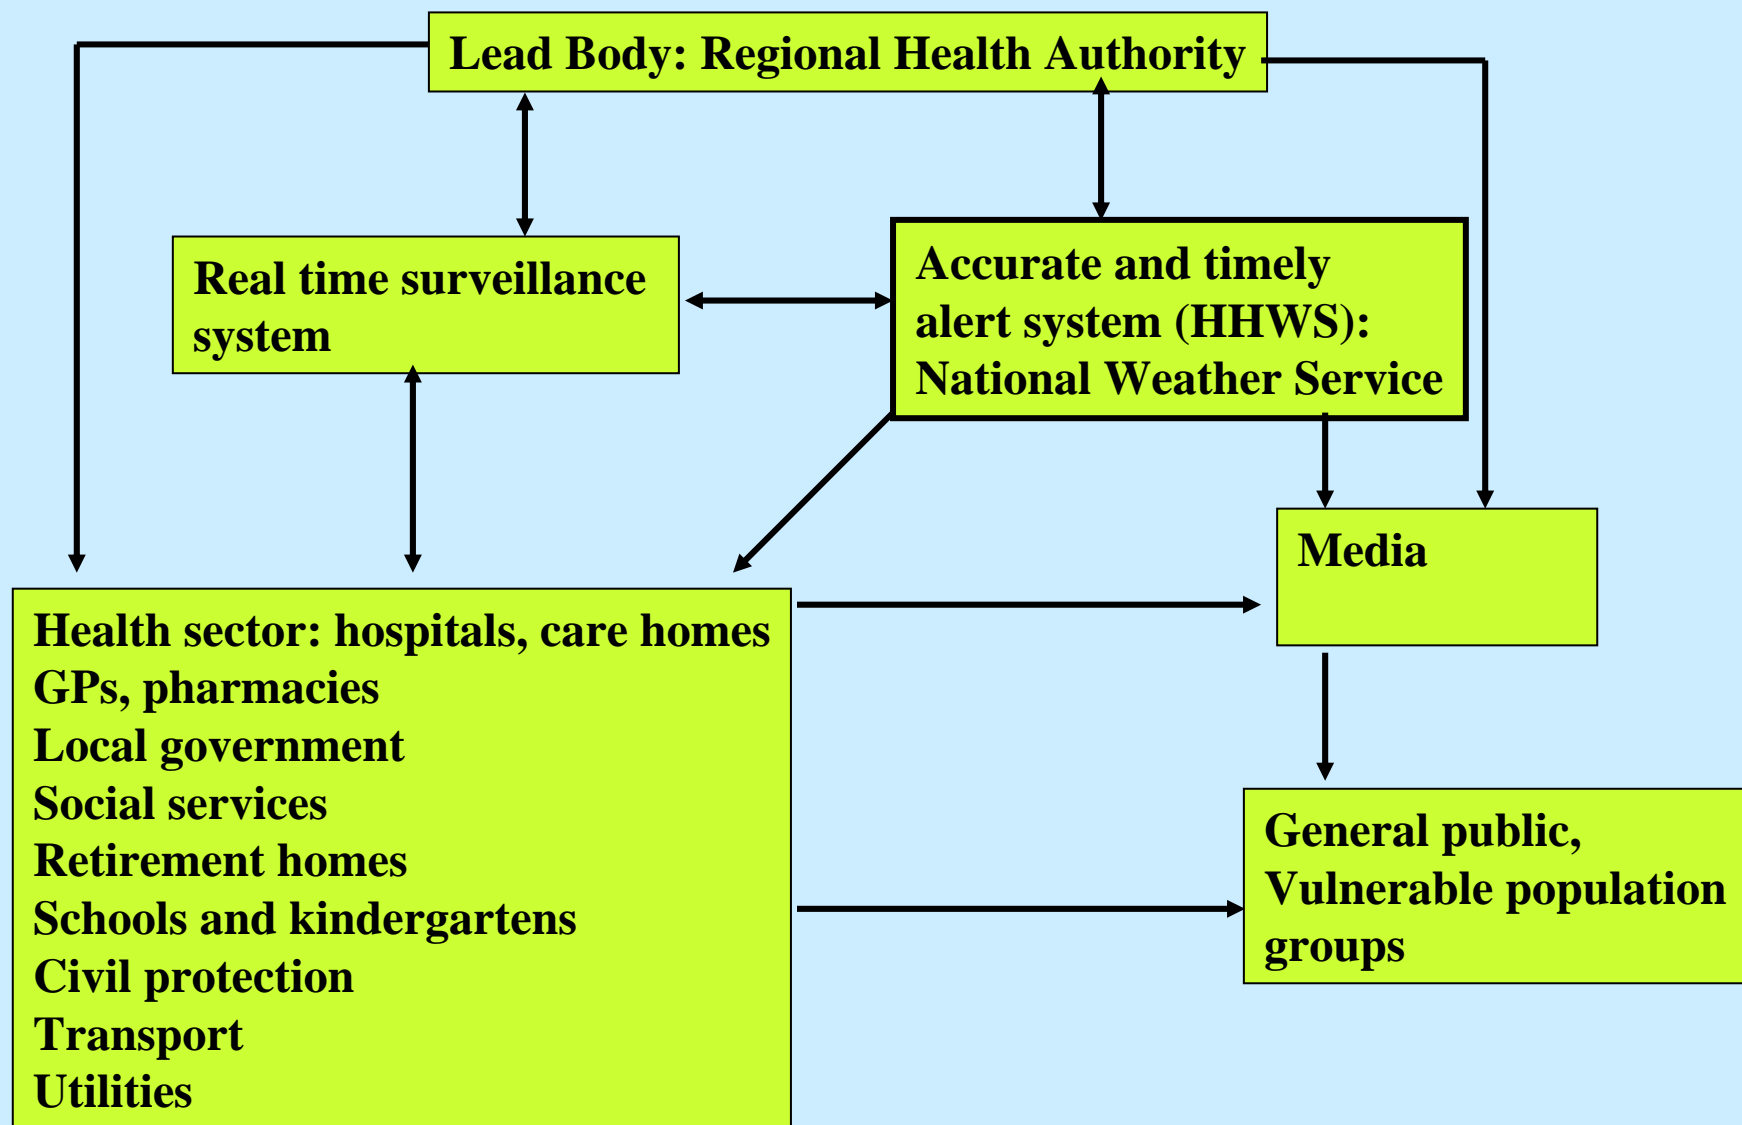 Lead Body: Regional Health Authority
Real time surveillance
system
Accurate and timely
alert system (HHWS):
National Weather Service
Media
Health sector: hospitals, care homes
GPs, pharmacies
Local government
Social services
Retirement homes
Schools and kindergartens
Civil protection
Transport
Utilities
General public,
Vulnerable population
groups